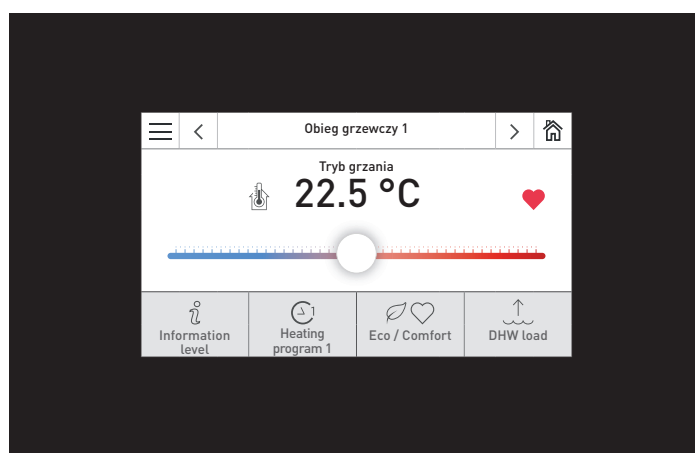 Obieg grzewczy 1
Tryb grzania
22.5 °C
Information
level
Heating
program 1
Eco / Comfort
DHW load